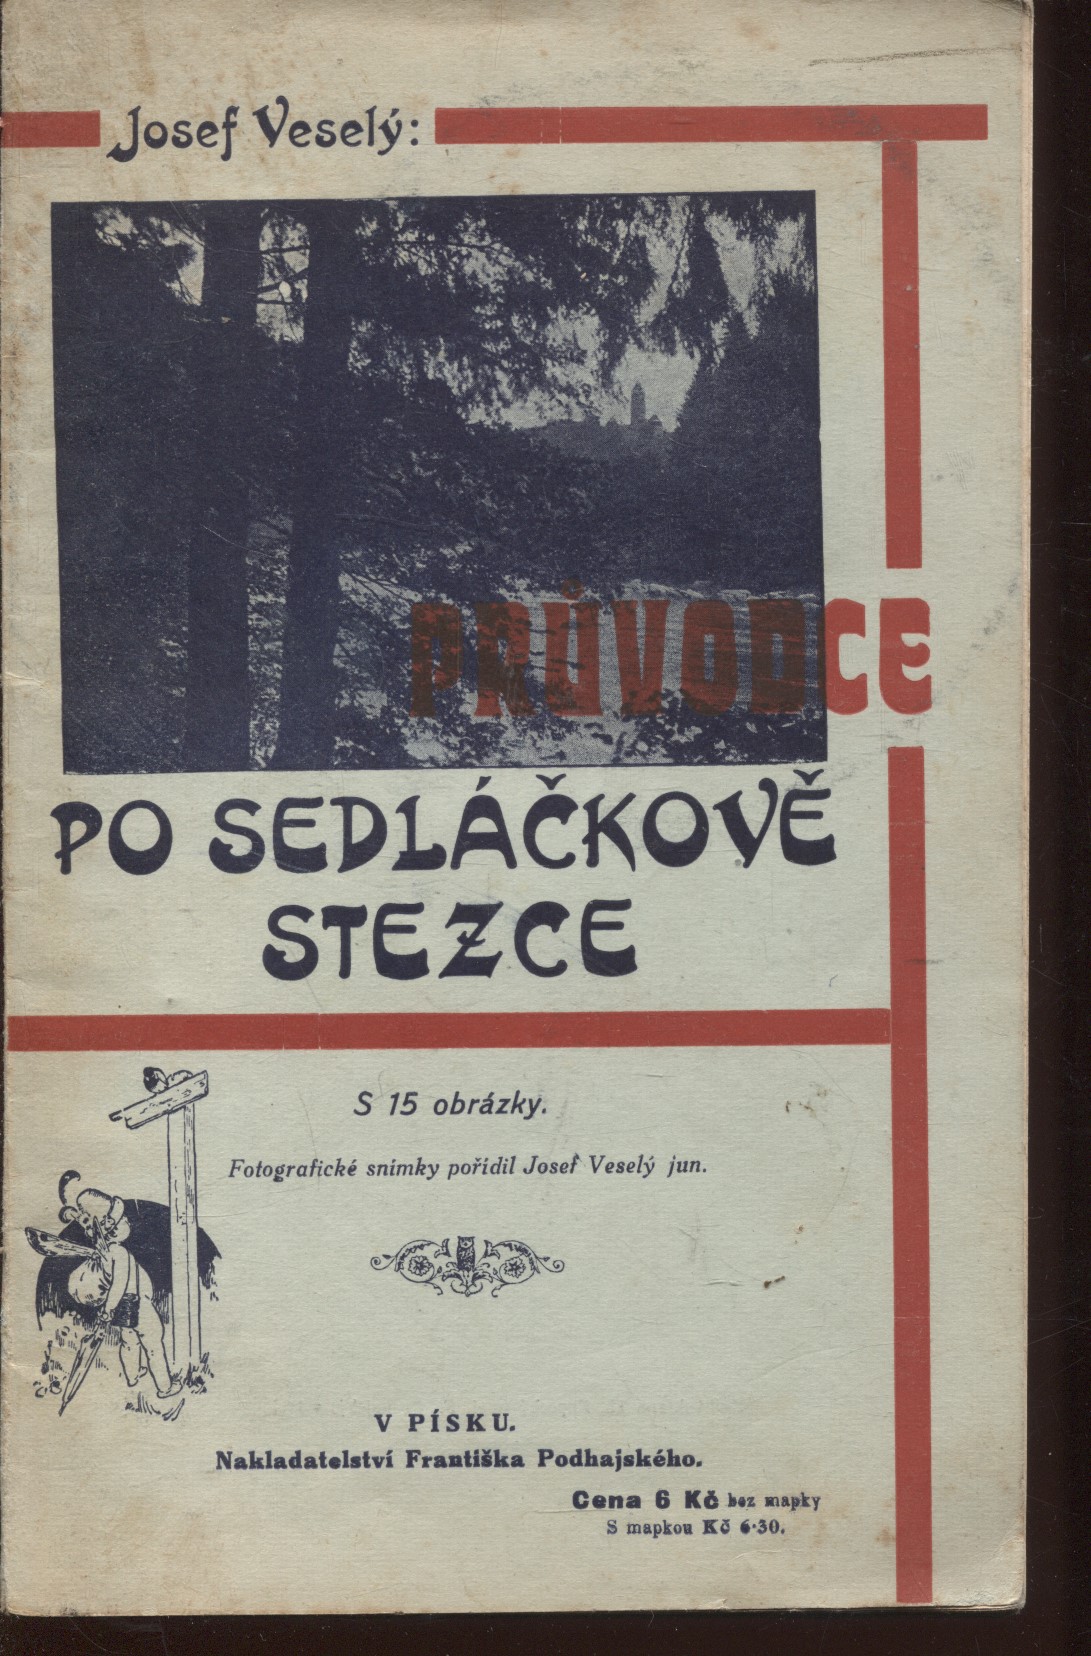 Josef Veselý:
PRŮVODCE
PO SEDLÁČKOVĚ
STEZCE
S 15 obrázky.
Fotografické snímky pořídil Josef Veselý jun.
V PÍSKU.
Nakladatelství Františka Podhajského.
Cena 6 Kč bez mapky
S mapkou Kč 6·30.